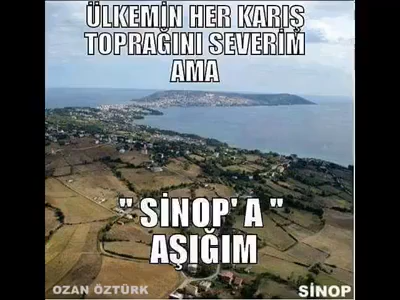 ÜLKEMİN HER KARIŞ
TOPRAĞINI SEVERİM
AMA
" SİNOP' A "
AŞIĞIM
OZAN ÖZTÜRK
SİNOP